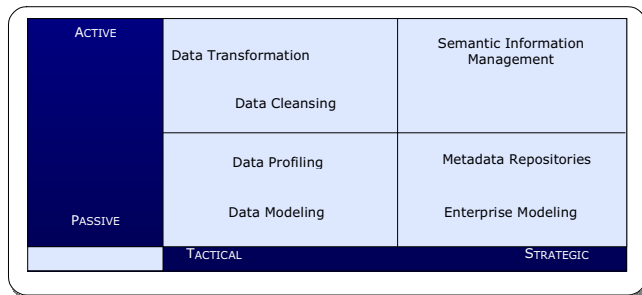 ACTIVE
Data Transformation
Semantic Information
Management
Data Cleansing
Data Profiling
Metadata Repositories
Data Modeling
Enterprise Modeling
PASSIVE
TACTICAL
STRATEGIC